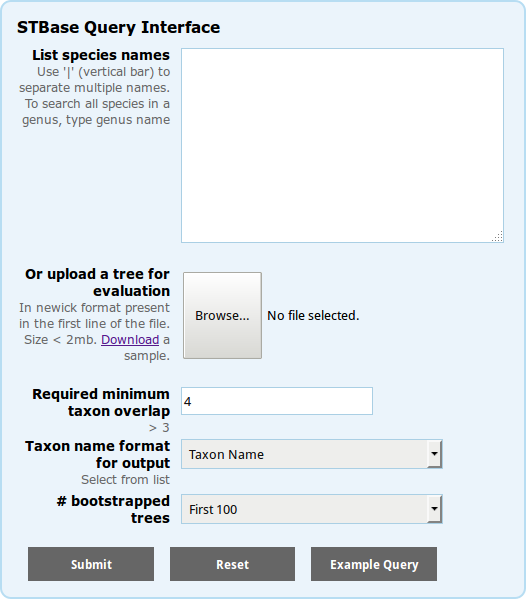 STBase Query Interface
List species names
Use '|' (vertical bar) to
separate multiple names.
To search all species in a
genus, type genus name
Or upload a tree for
evaluation
In newick format present
in the first line of the file.
Size < 2mb. Download a
sample.
Browse... No file selected.
Required minimum
taxon overlap
> 3
4
Taxon name format
for output
Select from list
Taxon Name
# bootstrapped
trees
First 100
Submit Reset Example Query